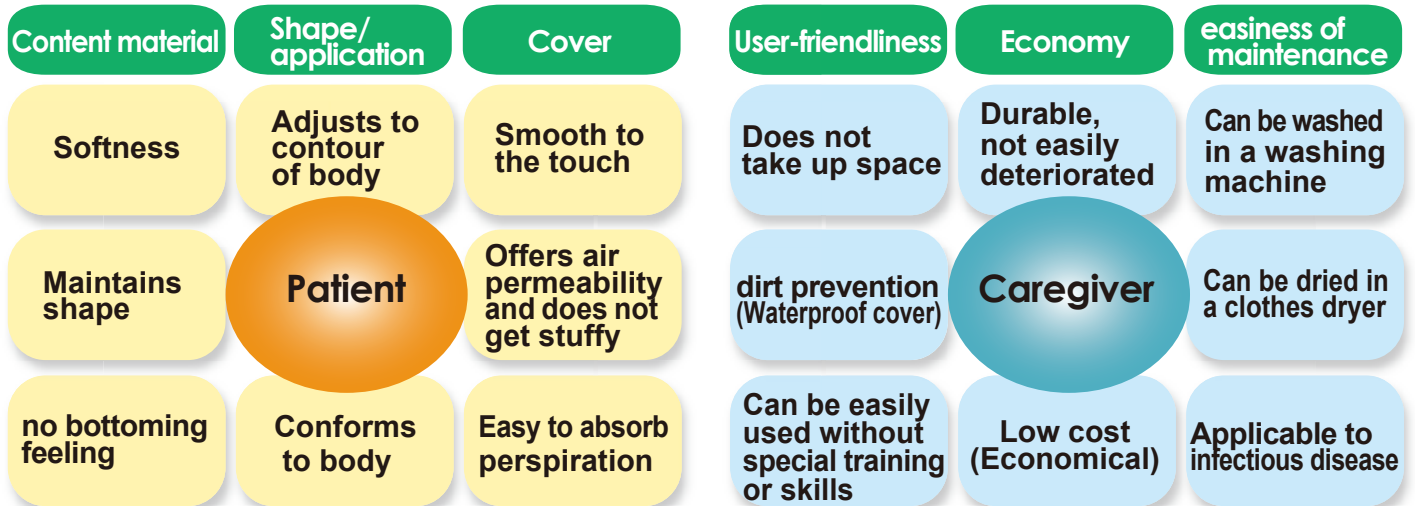 Content material
Shape/
application
Cover
Softness
Adjusts to
contour
of body
Smooth to
the touch
Maintains
shape
Patient
Offers air
permeability
and does not
get stuffy
no bottoming
feeling
Conforms
to body
Easy to absorb
perspiration
User-friendliness
Economy
easiness of
maintenance
Does not
take up space
Durable,
not easily
deteriorated
Can be washed
in a washing
machine
dirt prevention
(Waterproof cover)
Caregiver
Can be dried in
a clothes dryer
Can be easily
used without
special training
or skills
Low cost
(Economical)
Applicable to
infectious disease